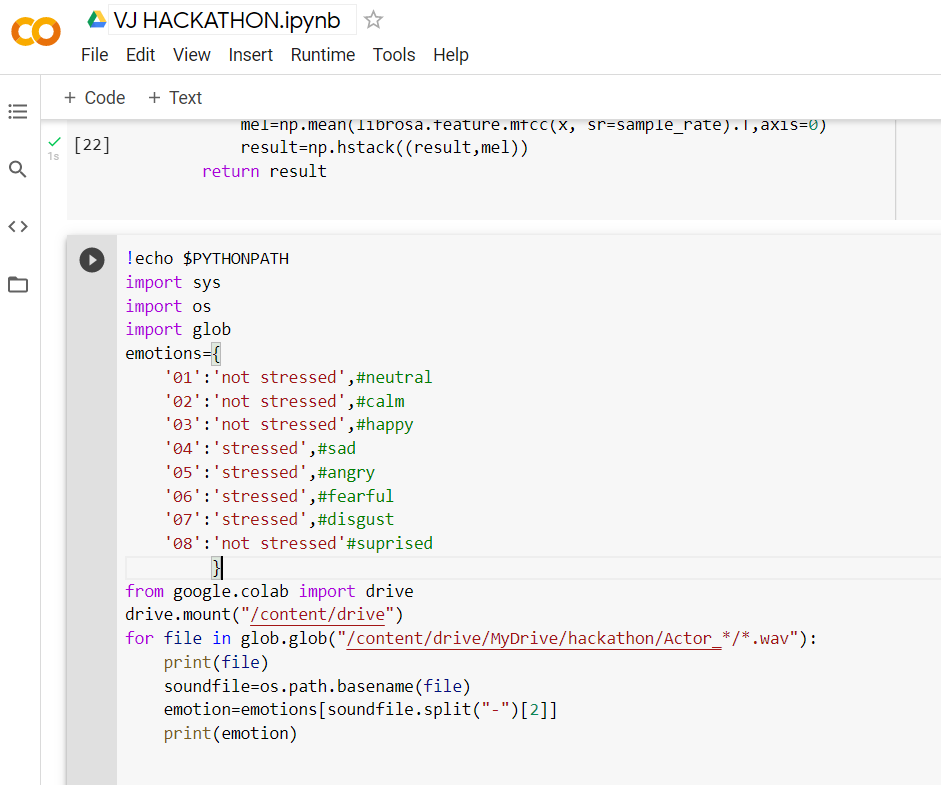 VJ HACKATHON.ipynb
File Edit View Insert Runtime Tools Help
+ Code + Text
mel=np.mean(librosa.feature.mfcc(x, sr=sample_rate).T,axis=0)
1s [22] result=np.hstack((result,mel))
return result
!echo $PYTHONPATH
import sys
import os
import glob
emotions={
'01':'not stressed',#neutral
'02':'not stressed',#calm
'03':'not stressed',#happy
'04':'stressed',#sad
'05':'stressed',#angry
'06':'stressed',#fearful
'07':'stressed',#disgust
'08':'not stressed'#suprised
}
from google.colab import drive
drive.mount("/content/drive")
for file in glob.glob("/content/drive/MyDrive/hackathon/Actor_*/*.wav"):
print(file)
soundfile=os.path.basename(file)
emotion=emotions[soundfile.split("-")[2]]
print(emotion)